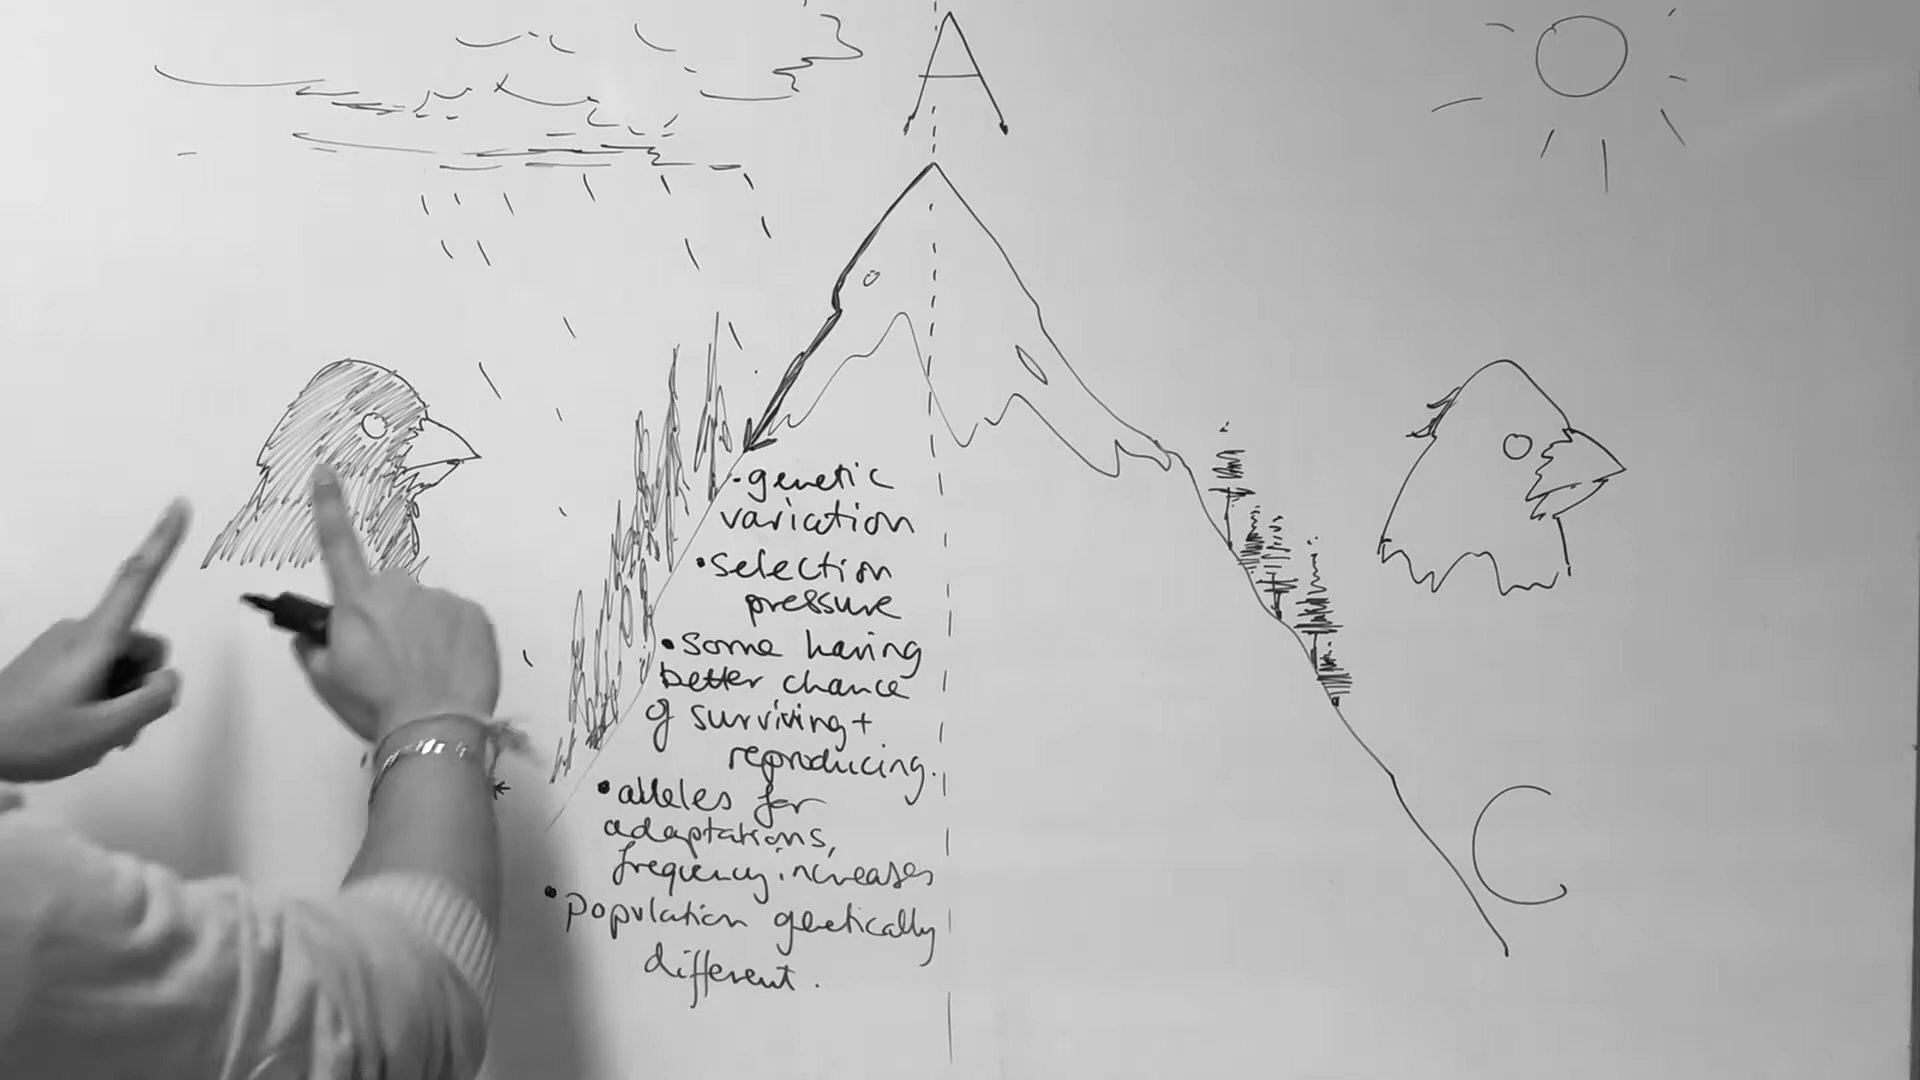 A
• genetic
variation
• selection
pressure
• some having
better chance
of surviving +
reproducing.
• alleles for
adaptations,
frequency increases
• population genetically
different.
C